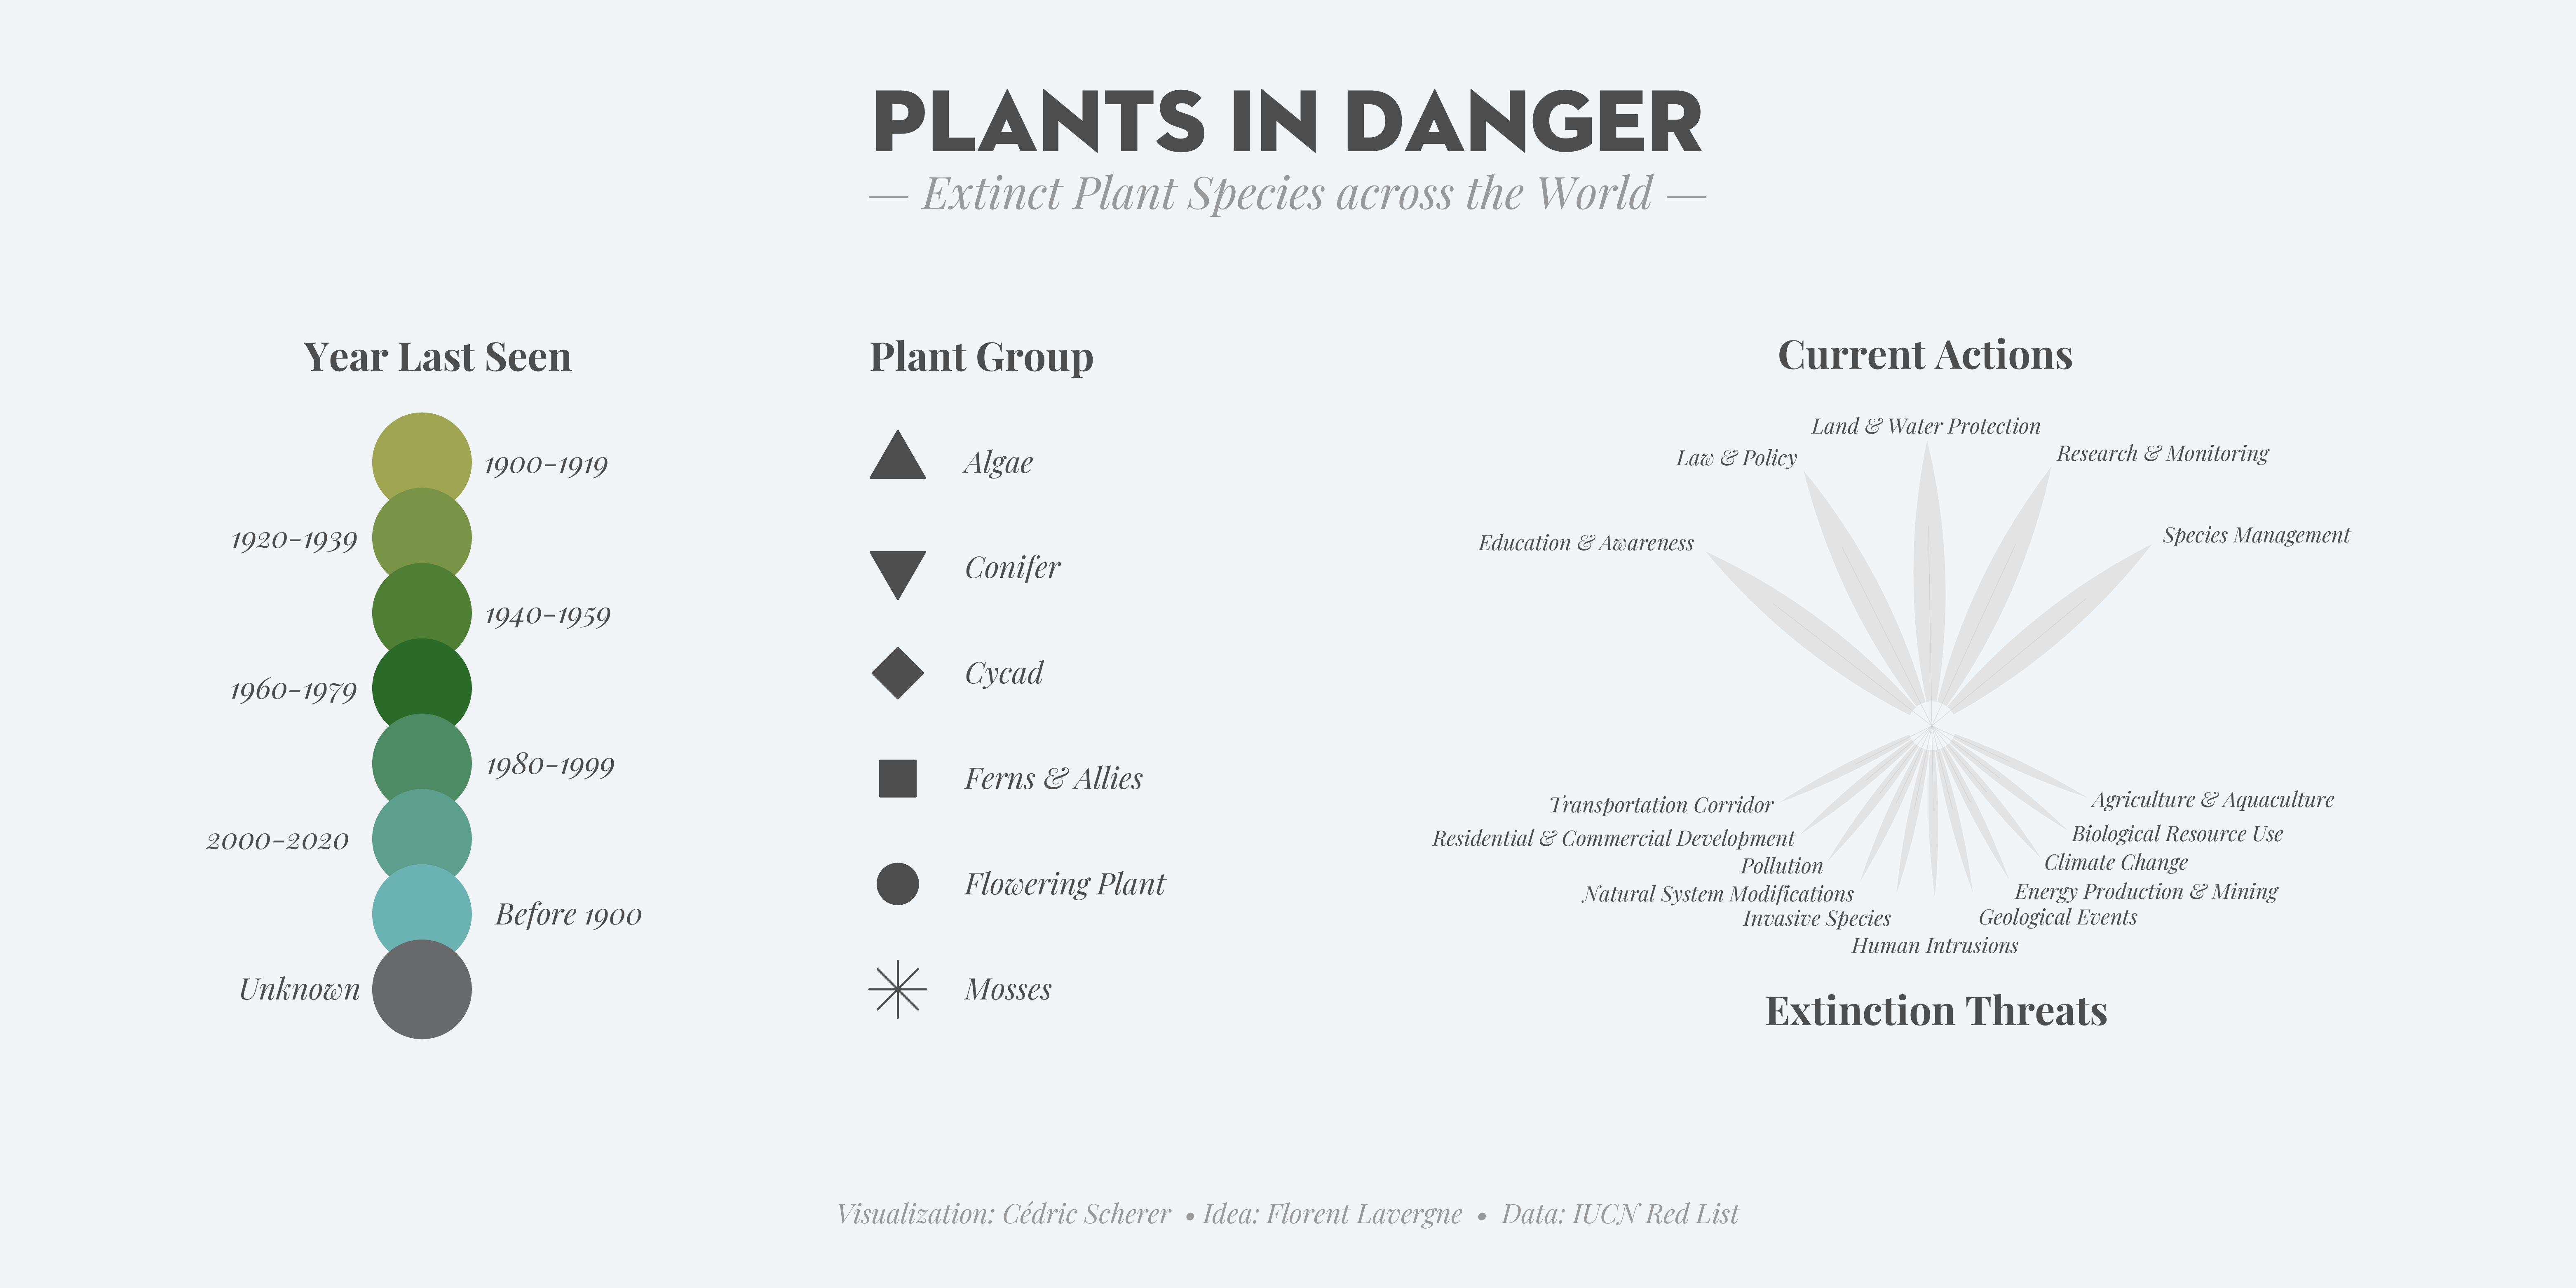 PLANTS IN DANGER
— Extinct Plant Species across the World —
Year Last Seen
1900-1919
1920-1939
1940-1959
1960-1979
1980-1999
2000-2020
Before 1900
Unknown
Plant Group
Algae
Conifer
Cycad
Ferns & Allies
Flowering Plant
Mosses
Current Actions
Land & Water Protection
Law & Policy
Research & Monitoring
Education & Awareness
Species Management
Transportation Corridor
Agriculture & Aquaculture
Residential & Commercial Development
Biological Resource Use
Pollution
Climate Change
Natural System Modifications
Energy Production & Mining
Invasive Species
Geological Events
Human Intrusions
Extinction Threats
Visualization: Cédric Scherer • Idea: Florent Lavergne • Data: IUCN Red List